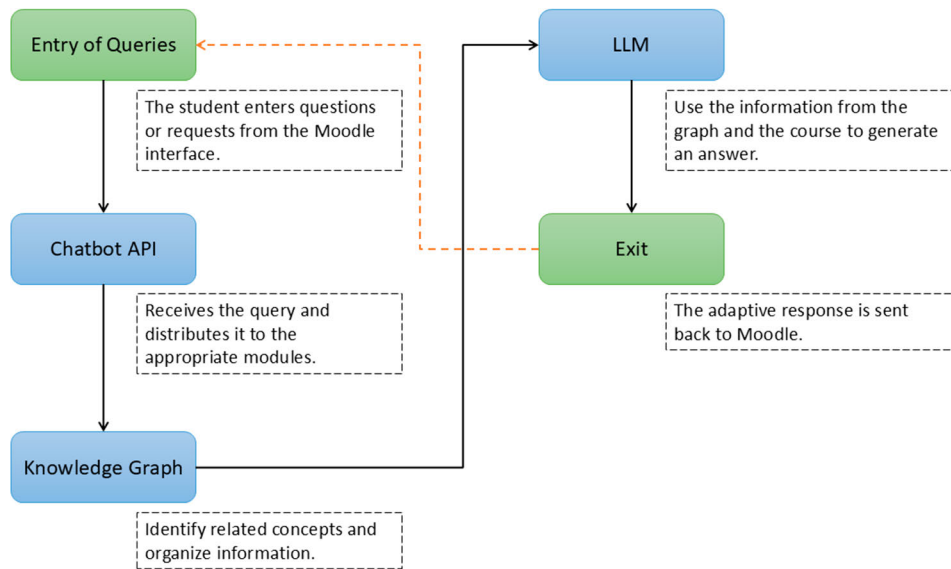 Entry of Queries
The student enters questions
or requests from the Moodle
interface.
Chatbot API
Receives the query and
distributes it to the
appropriate modules.
Knowledge Graph
Identify related concepts and
organize information.
LLM
Use the information from the
graph and the course to generate
an answer.
Exit
The adaptive response is sent
back to Moodle.